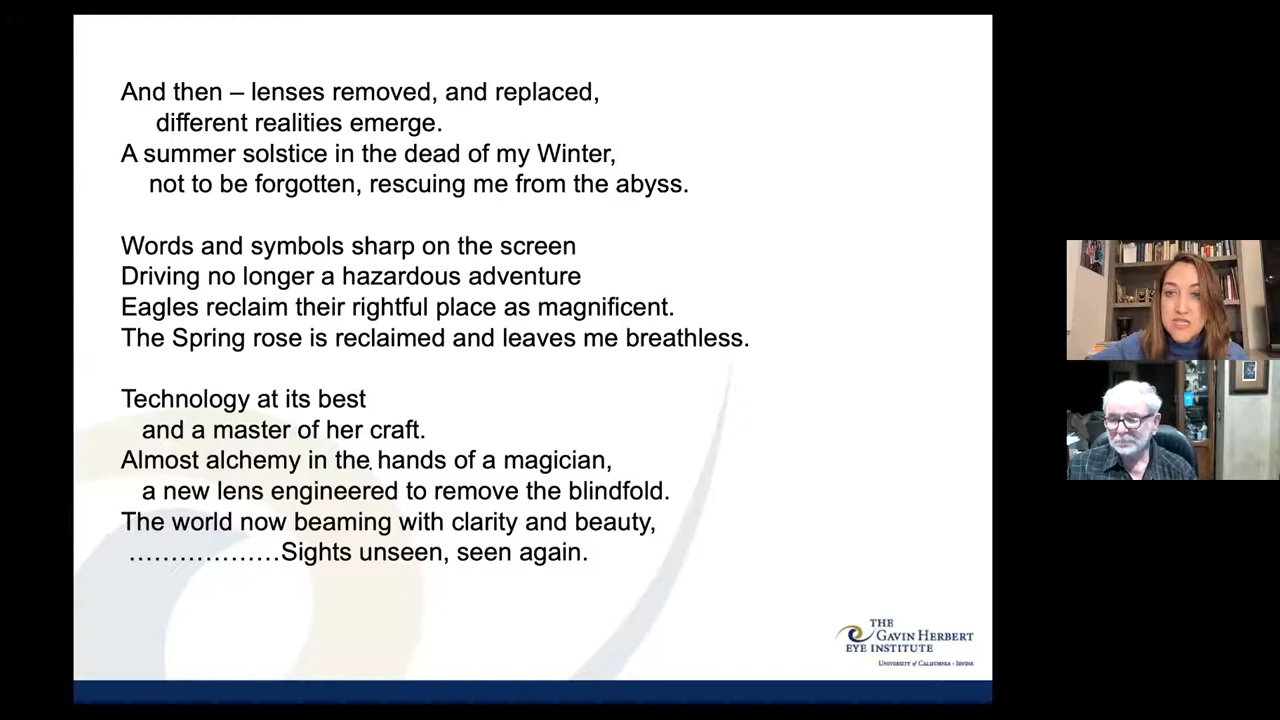 And then – lenses removed, and replaced,
different realities emerge.
A summer solstice in the dead of my Winter,
not to be forgotten, rescuing me from the abyss.
Words and symbols sharp on the screen
Driving no longer a hazardous adventure
Eagles reclaim their rightful place as magnificent.
The Spring rose is reclaimed and leaves me breathless.
Technology at its best
and a master of her craft.
Almost alchemy in the hands of a magician,
a new lens engineered to remove the blindfold.
The world now beaming with clarity and beauty,
………………Sights unseen, seen again.
THE
GAVIN HERBERT
EYE INSTITUTE
UNIVERSITY of CALIFORNIA • IRVINE